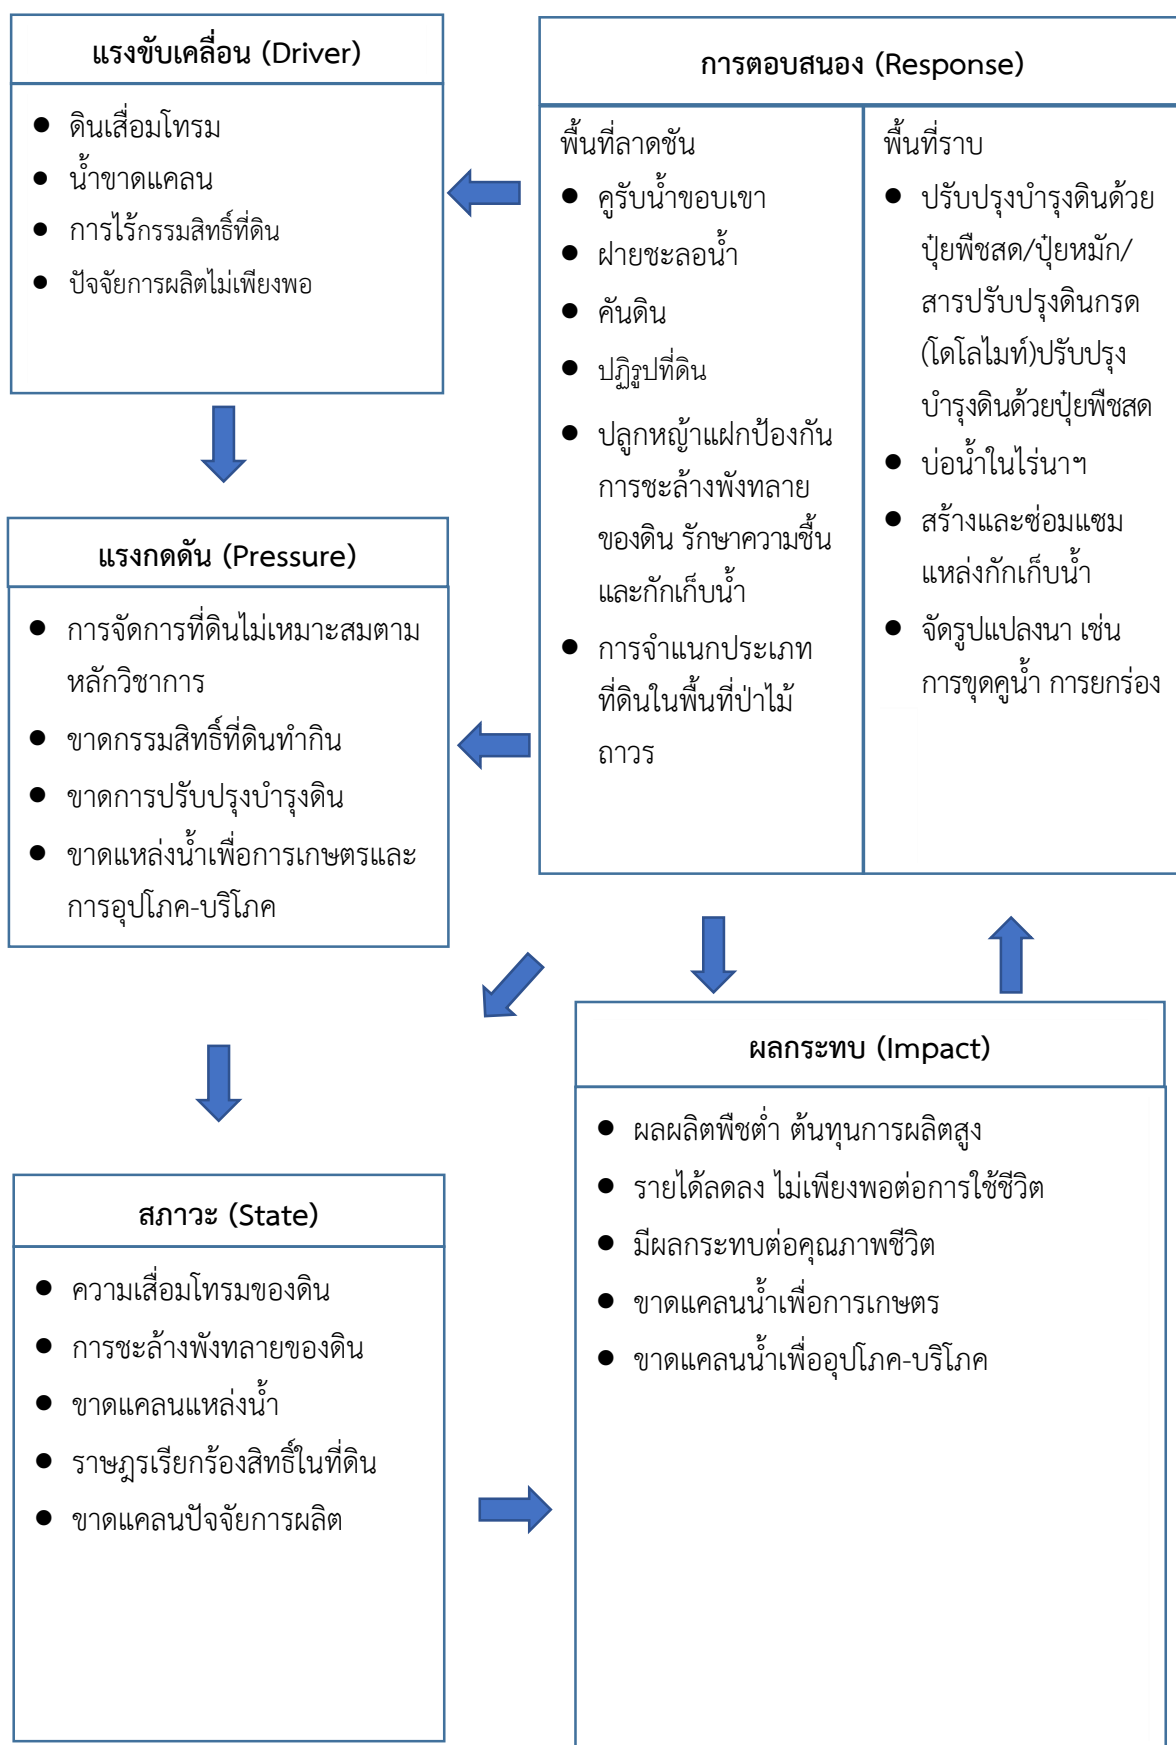 แรงขับเคลื่อน (Driver)
● ดินเสื่อมโทรม
● น้ำขาดแคลน
● การไร้กรรมสิทธิ์ที่ดิน
● ปัจจัยการผลิตไม่เพียงพอ
การตอบสนอง (Response)
พื้นที่ลาดชัน
● คูรับน้ำขอบเขา
● ฝายชะลอน้ำ
● คันดิน
● ปฏิรูปที่ดิน
● ปลูกหญ้าแฝกป้องกัน
การชะล้างพังทลาย
ของดิน รักษาความชื้น
และกักเก็บน้ำ
● การจำแนกประเภท
ที่ดินในพื้นที่ป่าไม้
ถาวร
พื้นที่ราบ
● ปรับปรุงบำรุงดินด้วย
ปุ๋ยพืชสด/ปุ๋ยหมัก/
สารปรับปรุงดินกรด
(โดโลไมท์)ปรับปรุง
บำรุงดินด้วยปุ๋ยพืชสด
● บ่อน้ำในไร่นาฯ
● สร้างและซ่อมแซม
แหล่งกักเก็บน้ำ
● จัดรูปแปลงนา เช่น
การขุดคูน้ำ การยกร่อง
แรงกดดัน (Pressure)
● การจัดการที่ดินไม่เหมาะสมตาม
หลักวิชาการ
● ขาดกรรมสิทธิ์ที่ดินทำกิน
● ขาดการปรับปรุงบำรุงดิน
● ขาดแหล่งน้ำเพื่อการเกษตรและ
การอุปโภค-บริโภค
สภาวะ (State)
● ความเสื่อมโทรมของดิน
● การชะล้างพังทลายของดิน
● ขาดแคลนแหล่งน้ำ
● ราษฎรเรียกร้องสิทธิ์ในที่ดิน
● ขาดแคลนปัจจัยการผลิต
ผลกระทบ (Impact)
● ผลผลิตพืชต่ำ ต้นทุนการผลิตสูง
● รายได้ลดลง ไม่เพียงพอต่อการใช้ชีวิต
● มีผลกระทบต่อคุณภาพชีวิต
● ขาดแคลนน้ำเพื่อการเกษตร
● ขาดแคลนน้ำเพื่ออุปโภค-บริโภค